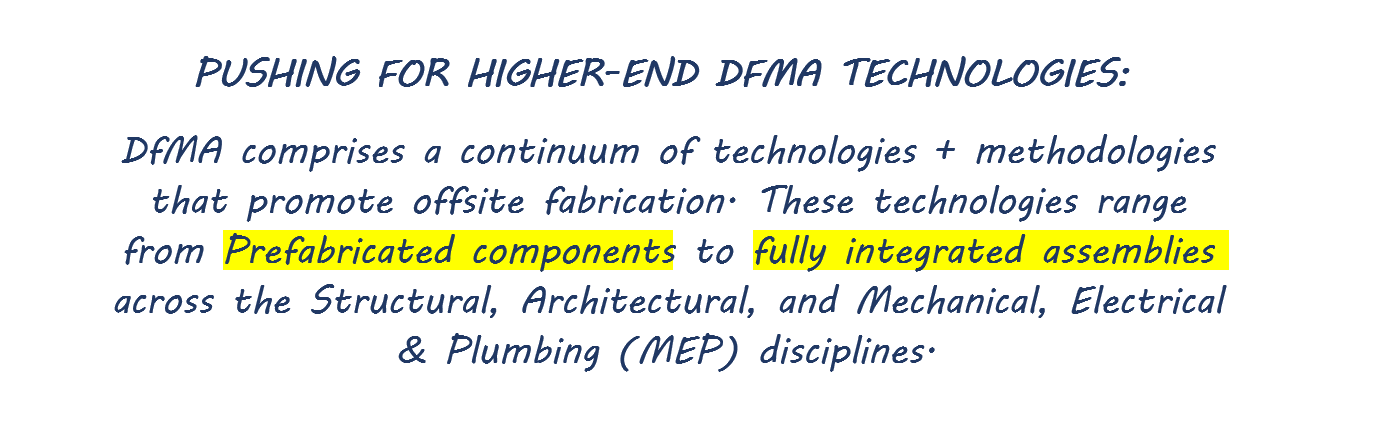 PUSHING FOR HIGHER-END DFMA TECHNOLOGIES:
DfMA comprises a continuum of technologies + methodologies
that promote offsite fabrication. These technologies range
from Prefabricated components to fully integrated assemblies
across the Structural, Architectural, and Mechanical, Electrical
& Plumbing (MEP) disciplines.